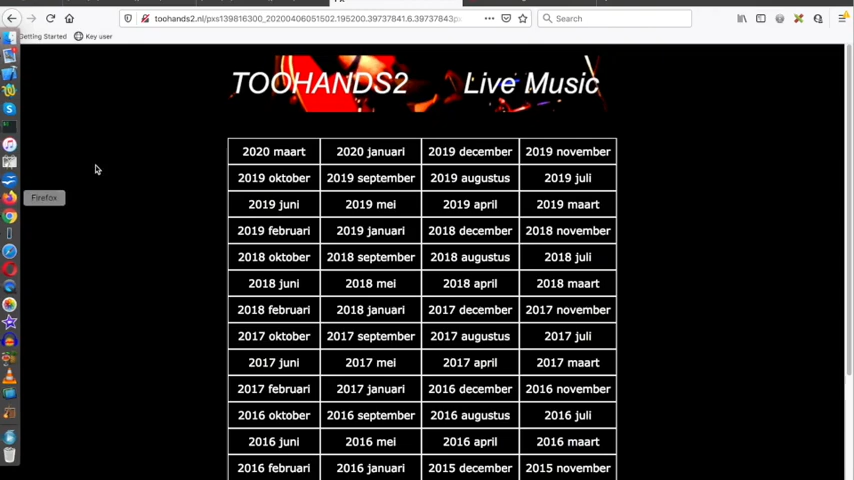 toohands2.nl/pxs139816300_20200406051502.195200.39737841.6.39737843p
Search
Getting Started
Key user
TOOHANDS2 Live Music
2020 maart 2020 januari 2019 december 2019 november
2019 oktober 2019 september 2019 augustus 2019 juli
Firefox
2019 juni 2019 mei 2019 april 2019 maart
2019 februari 2019 januari 2018 december 2018 november
2018 oktober 2018 september 2018 augustus 2018 juli
2018 juni 2018 mei 2018 april 2018 maart
2018 februari 2018 januari 2017 december 2017 november
2017 oktober 2017 september 2017 augustus 2017 juli
2017 juni 2017 mei 2017 april 2017 maart
2017 februari 2017 januari 2016 december 2016 november
2016 oktober 2016 september 2016 augustus 2016 juli
2016 juni 2016 mei 2016 april 2016 maart
2016 februari 2016 januari 2015 december 2015 november